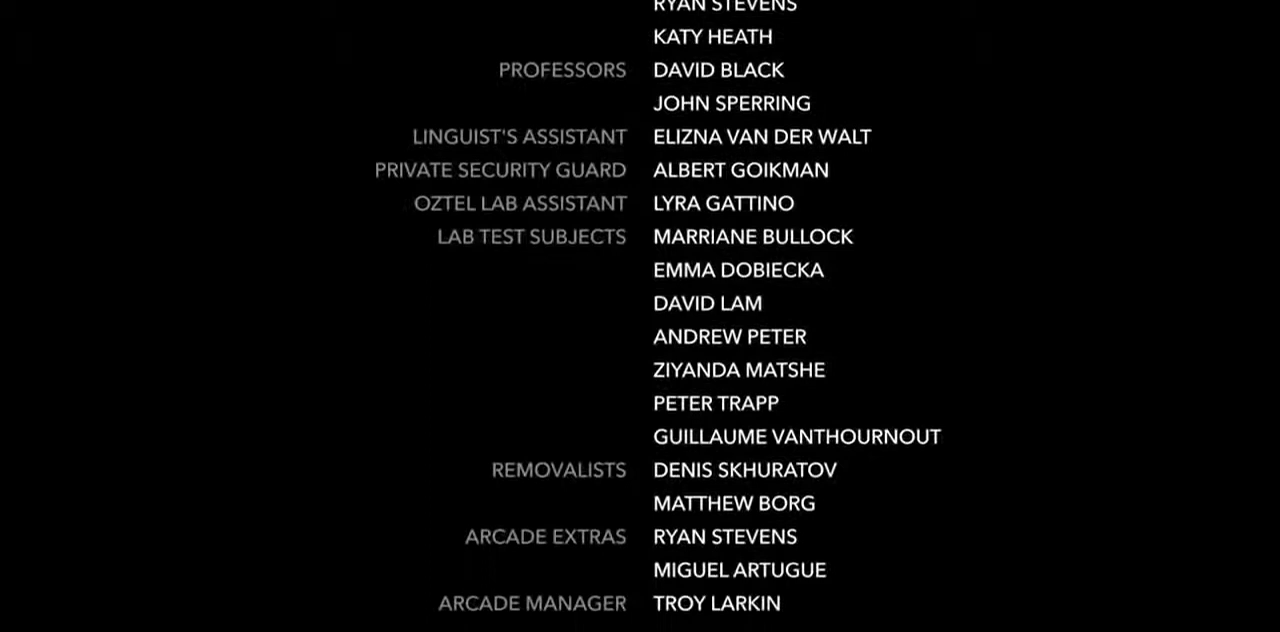 RYAN STEVENS
KATY HEATH
PROFESSORS DAVID BLACK
JOHN SPERRING
LINGUIST'S ASSISTANT ELIZNA VAN DER WALT
PRIVATE SECURITY GUARD ALBERT GOIKMAN
OZTEL LAB ASSISTANT LYRA GATTINO
LAB TEST SUBJECTS MARRIANE BULLOCK
EMMA DOBIECKA
DAVID LAM
ANDREW PETER
ZIYANDA MATSHE
PETER TRAPP
GUILLAUME VANTHOURNOUT
REMOVALISTS DENIS SKHURATOV
MATTHEW BORG
ARCADE EXTRAS RYAN STEVENS
MIGUEL ARTUGUE
ARCADE MANAGER TROY LARKIN